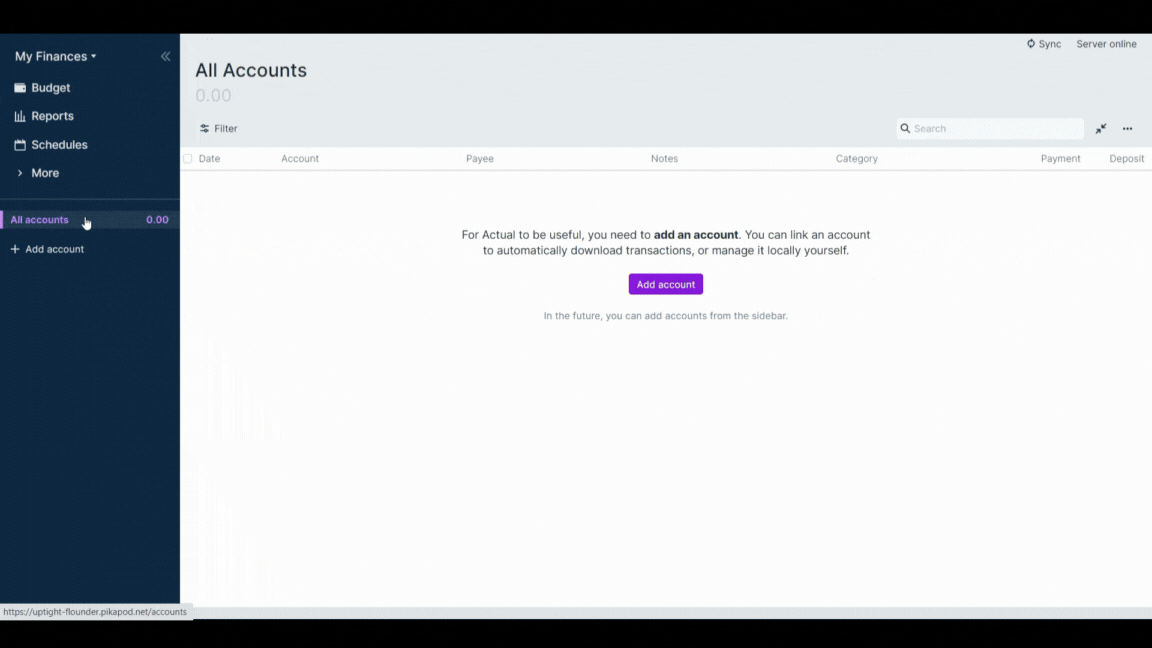 My Finances
Budget
Reports
Schedules
More
All accounts 0.00
Add account
Sync Server online
All Accounts
0.00
Filter
Search
Date Account Payee Notes Category Payment Deposit
For Actual to be useful, you need to add an account. You can link an account
to automatically download transactions, or manage it locally yourself.
Add account
In the future, you can add accounts from the sidebar.
https://uptight-flounder.pikapod.net/accounts